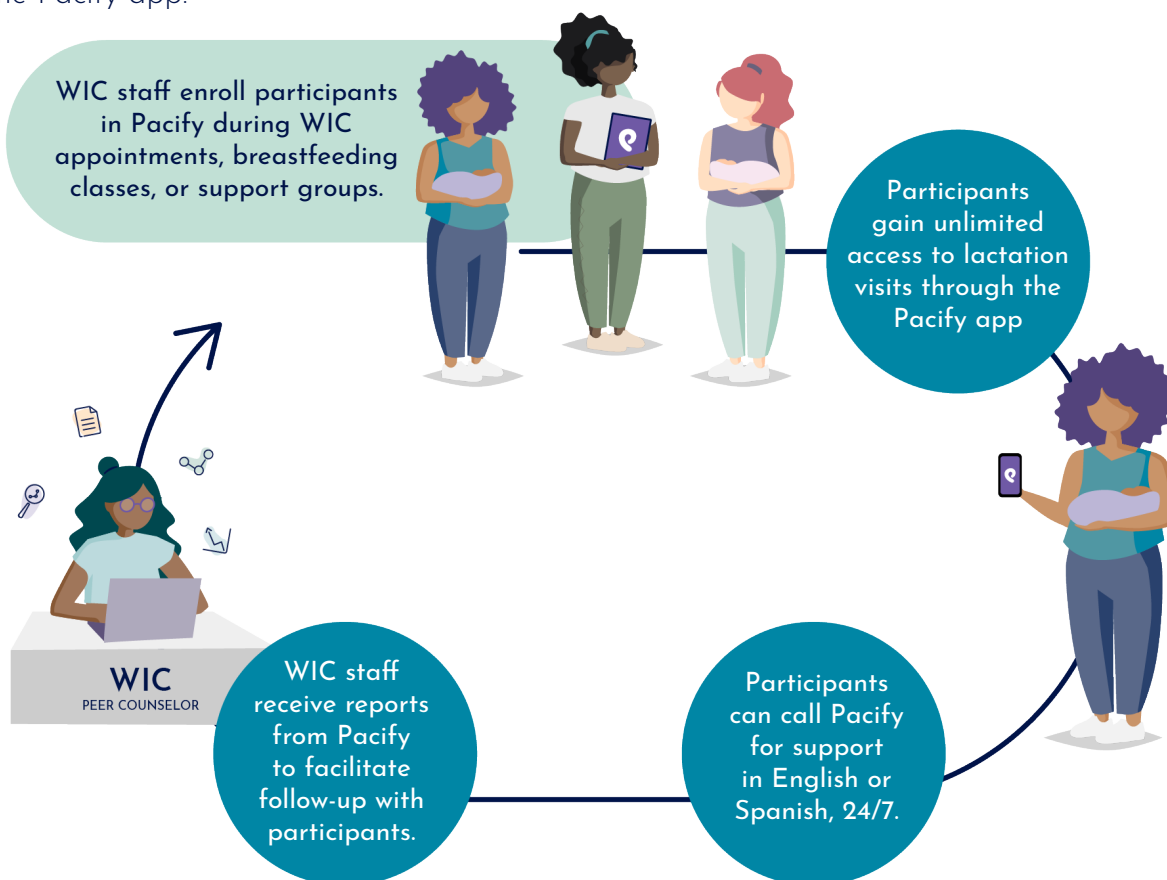 Pacify app.
WIC staff enroll participants
in Pacify during WIC
appointments, breastfeeding
classes, or support groups.
Participants
gain unlimited
access to lactation
visits through the
Pacify app
Participants
can call Pacify
for support
in English or
Spanish, 24/7.
WIC staff
receive reports
from Pacify
to facilitate
follow-up with
participants.
WIC
PEER COUNSELOR